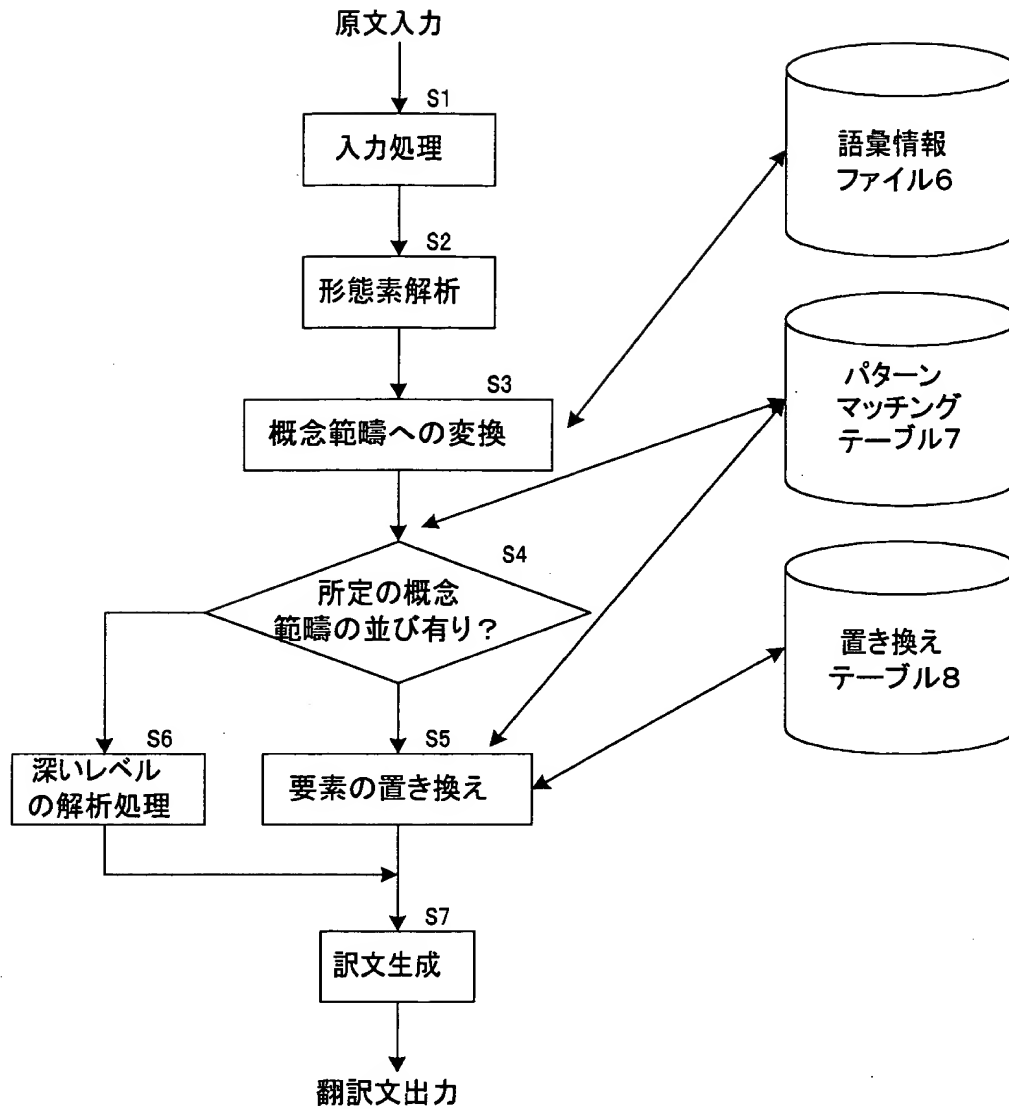 原文入力
S1
入力処理
S2
形態素解析
S3
概念範疇への変換
S4
所定の概念
範疇の並び有り？
S6
深いレベル
の解析処理
S5
要素の置き換え
S7
訳文生成
翻訳文出力
語彙情報
ファイル6
パターン
マッチング
テーブル7
置き換え
テーブル8